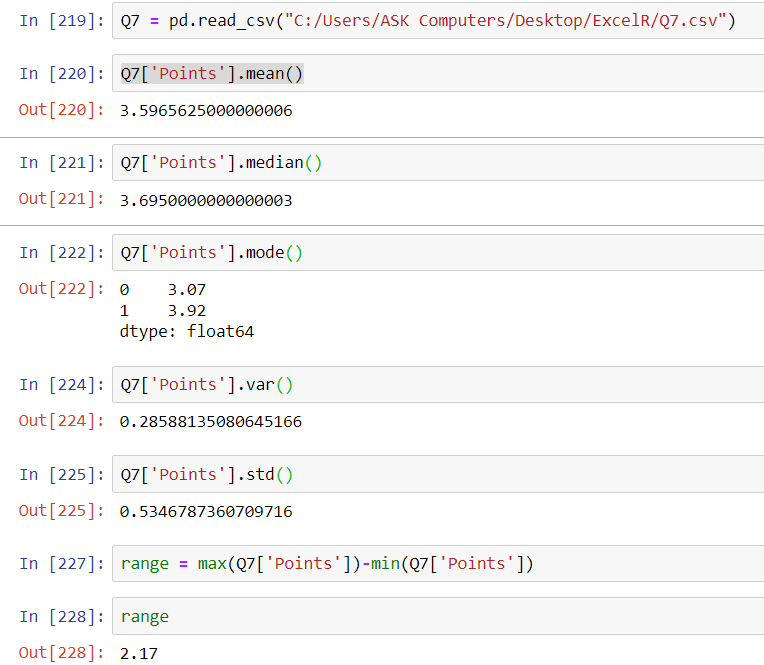 In [219]: Q7 = pd.read_csv("C:/Users/ASK Computers/Desktop/ExcelR/Q7.csv")
In [220]: Q7['Points'].mean()
Out[220]: 3.5965625000000006
In [221]: Q7['Points'].median()
Out[221]: 3.6950000000000003
In [222]: Q7['Points'].mode()
Out[222]: 0    3.07
1    3.92
dtype: float64
In [224]: Q7['Points'].var()
Out[224]: 0.28588135080645166
In [225]: Q7['Points'].std()
Out[225]: 0.5346787360709716
In [227]: range = max(Q7['Points'])-min(Q7['Points'])
In [228]: range
Out[228]: 2.17